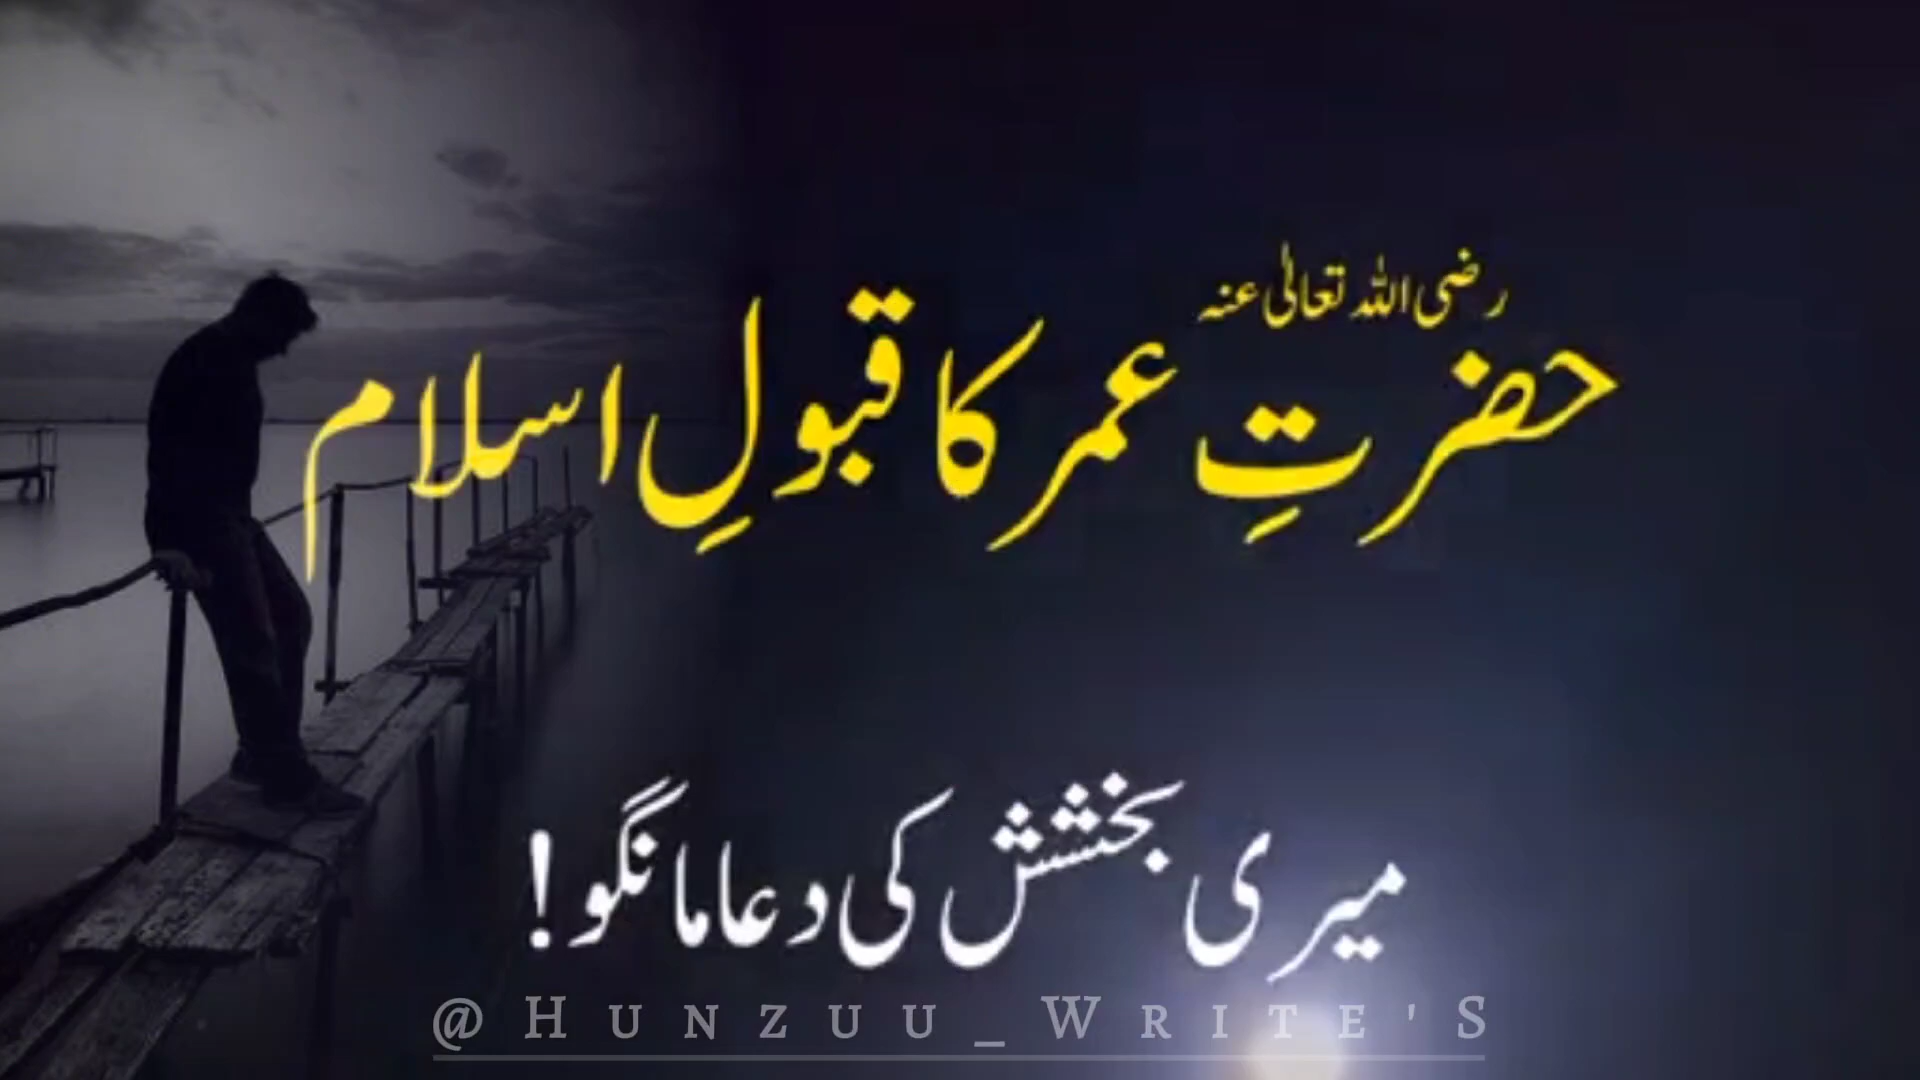 رضی اللہ تعالیٰ عنہ
حضرتِ عمر کا قبولِ اسلام
میری بخشش کی دعا مانگو!
@HUNZUU_WRITE'S